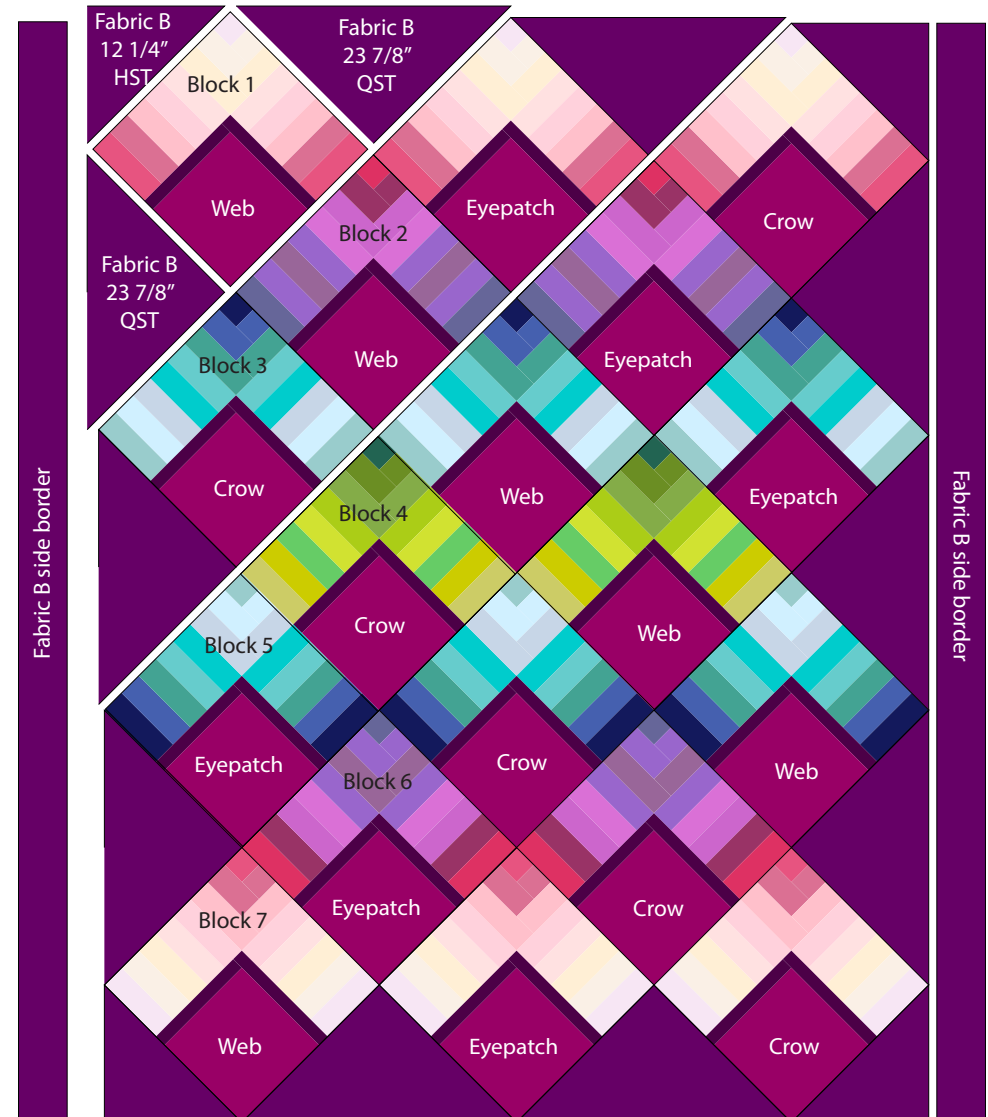 Fabric B
12 1/4”
HST
Fabric B
23 7/8”
QST
Block 1
Web
Eyepatch
Crow
Block 2
Fabric B
23 7/8”
QST
Web
Eyepatch
Block 3
Crow
Web
Eyepatch
Block 4
Crow
Web
Fabric B side border
Fabric B side border
Block 5
Eyepatch
Crow
Web
Block 6
Eyepatch
Crow
Block 7
Web
Eyepatch
Crow